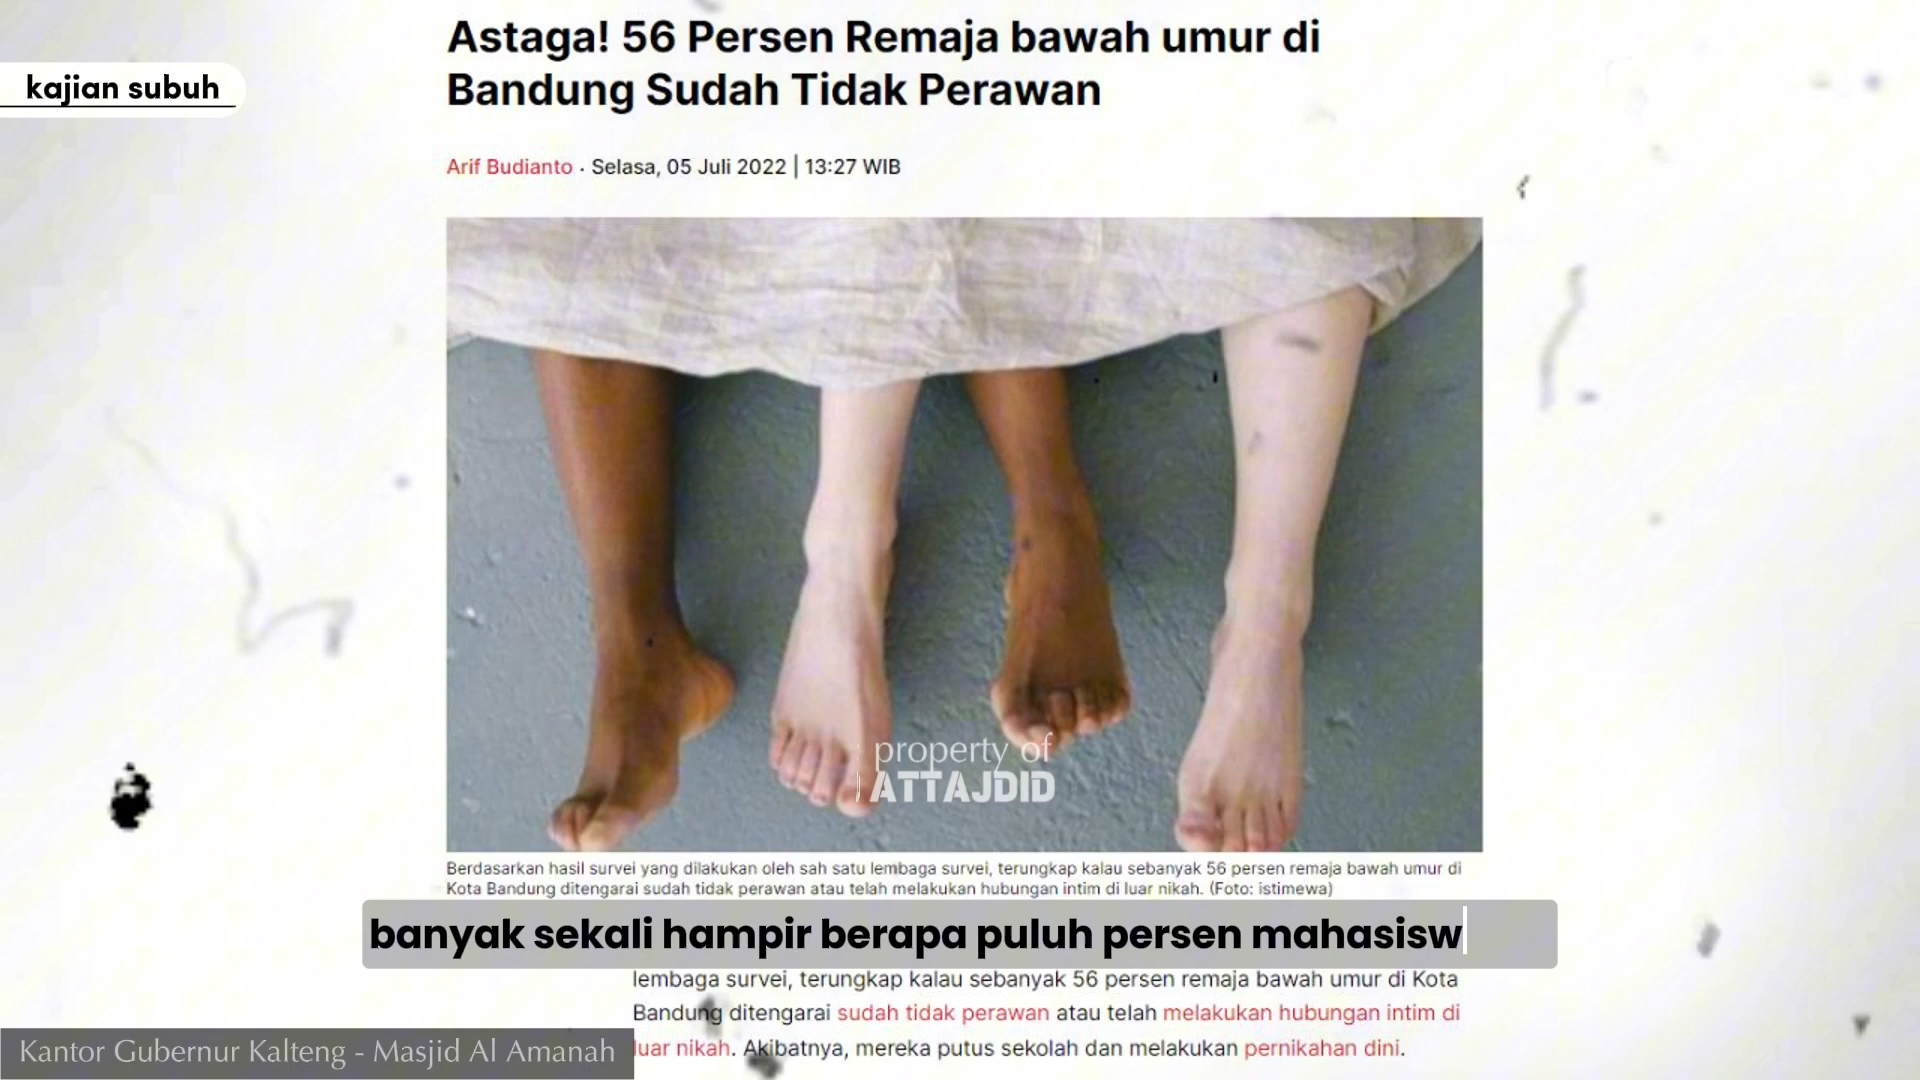 Astaga! 56 Persen Remaja bawah umur di
Bandung Sudah Tidak Perawan
kajian subuh
Arif Budianto · Selasa, 05 Juli 2022 | 13:27 WIB
property of
ATTAJDID
Berdasarkan hasil survei yang dilakukan oleh sah satu lembaga survei, terungkap kalau sebanyak 56 persen remaja bawah umur di
Kota Bandung ditengarai sudah tidak perawan atau telah melakukan hubungan intim di luar nikah. (Foto: istimewa)
banyak sekali hampir berapa puluh persen mahasisw
lembaga survei, terungkap kalau sebanyak 56 persen remaja bawah umur di Kota
Bandung ditengarai sudah tidak perawan atau telah melakukan hubungan intim di
luar nikah. Akibatnya, mereka putus sekolah dan melakukan pernikahan dini.
Kantor Gubernur Kalteng - Masjid Al Amanah